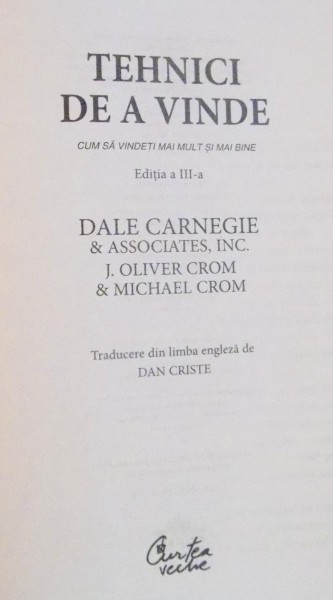 TEHNICI
DE A VINDE
CUM SĂ VINDEȚI MAI MULT ȘI MAI BINE
Ediția a III-a
DALE CARNEGIE
& ASSOCIATES, INC.
J. OLIVER CROM
& MICHAEL CROM
Traducere din limba engleză de
DAN CRISTE
Curtea
veche